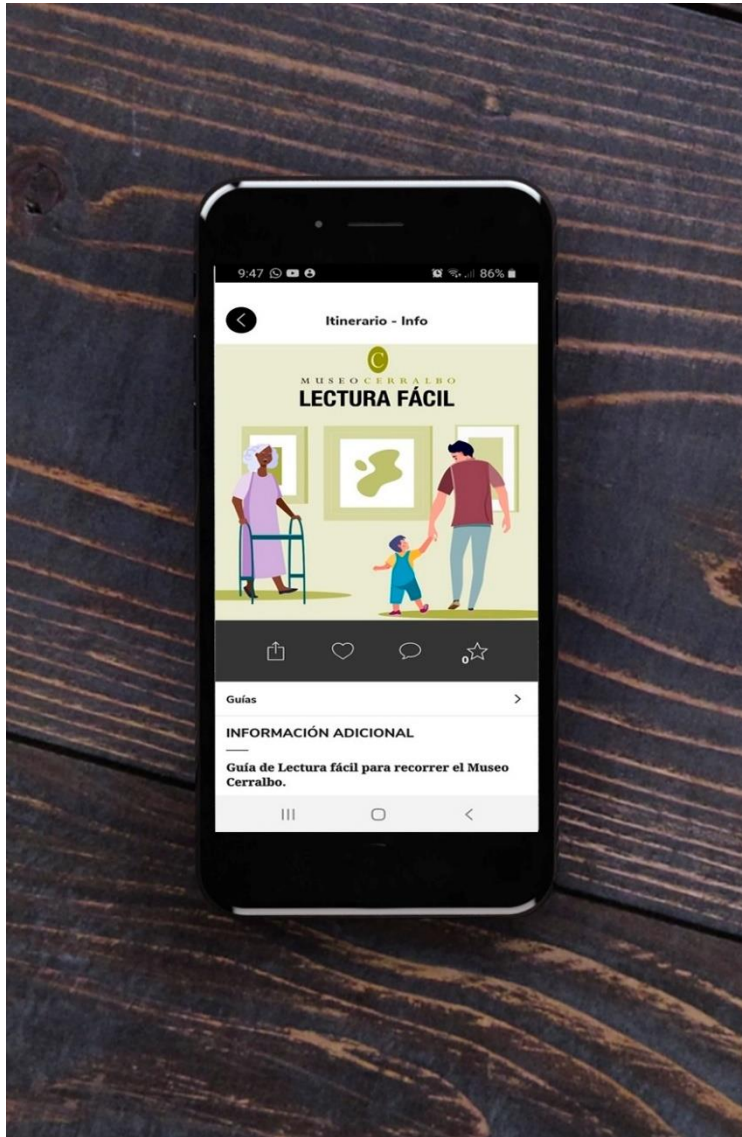 9:47 86%
Itinerario - Info
C
MUSEO CERRALBO
LECTURA FÁCIL
0
Guías
INFORMACIÓN ADICIONAL
Guía de Lectura fácil para recorrer el Museo
Cerralbo.